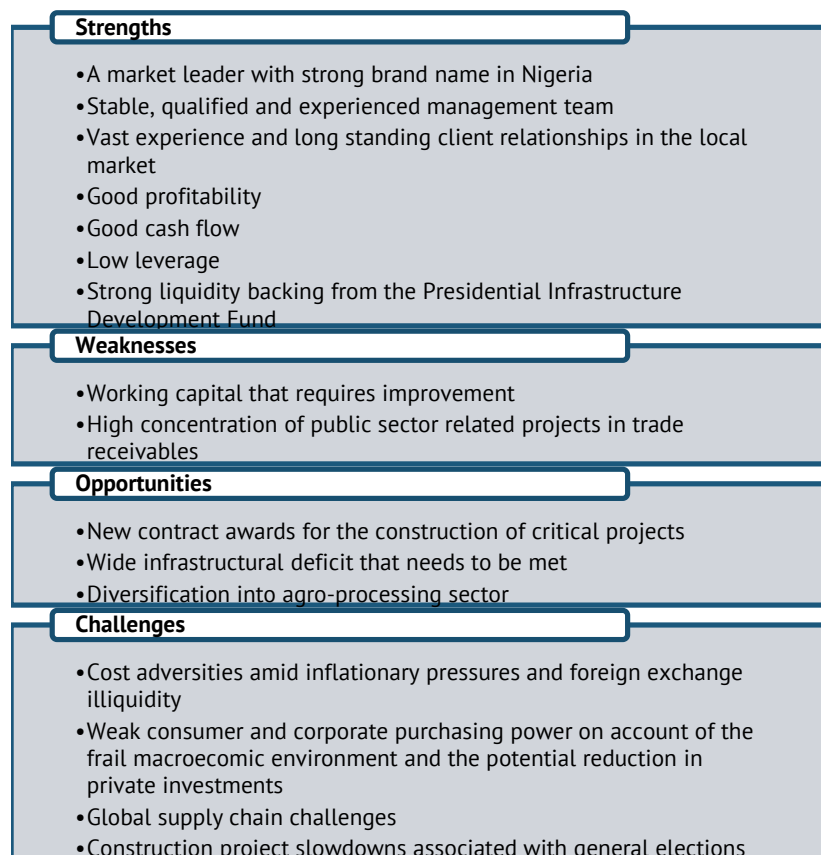 Strengths
•A market leader with strong brand name in Nigeria
•Stable, qualified and experienced management team
•Vast experience and long standing client relationships in the local
market
•Good profitability
•Good cash flow
•Low leverage
•Strong liquidity backing from the Presidential Infrastructure
Development Fund
Weaknesses
•Working capital that requires improvement
•High concentration of public sector related projects in trade
receivables
Opportunities
•New contract awards for the construction of critical projects
•Wide infrastructural deficit that needs to be met
•Diversification into agro-processing sector
Challenges
•Cost adversities amid inflationary pressures and foreign exchange
illiquidity
•Weak consumer and corporate purchasing power on account of the
frail macroecomic environment and the potential reduction in
private investments
•Global supply chain challenges
•Construction project slowdowns associated with general elections